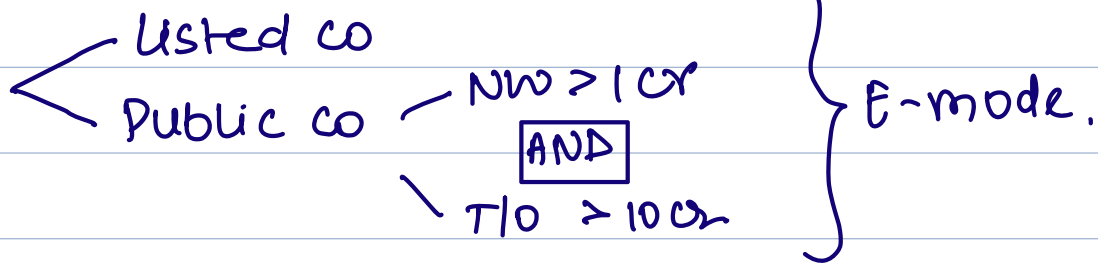 Listed co
Public co
NW > 1 cr
AND
T/O > 10 cr
E-mode.